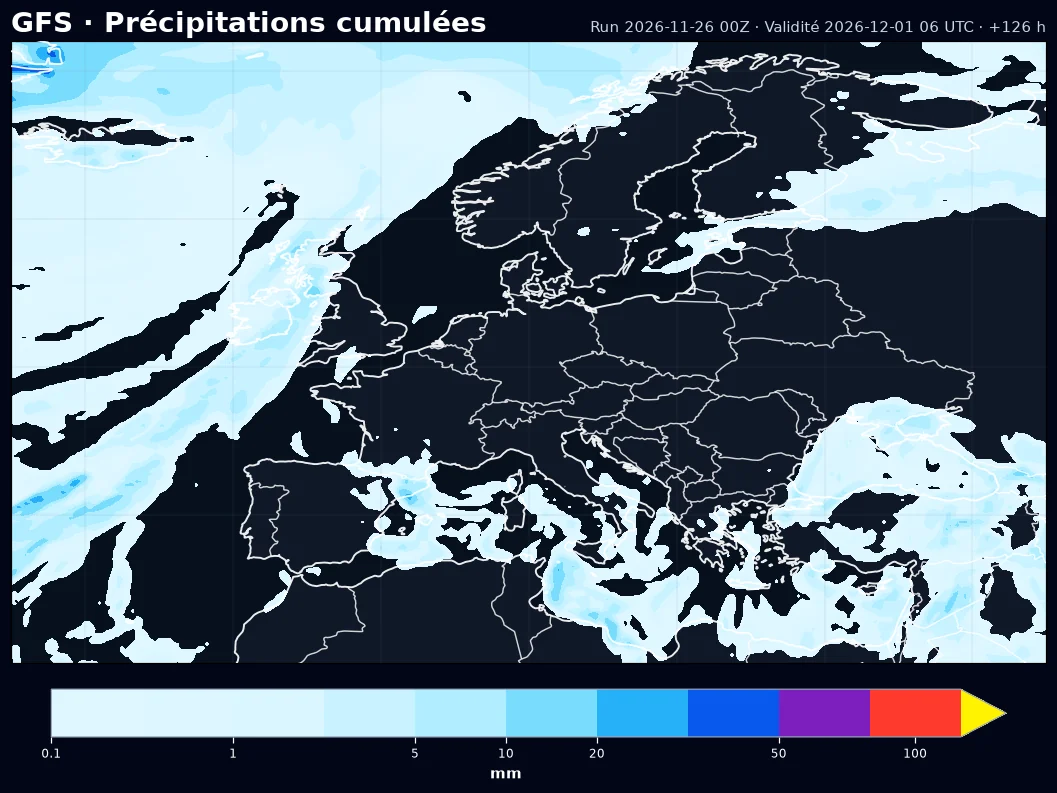 GFS · Précipitations cumulées
Run 2026-11-26 00Z · Validité 2026-12-01 06 UTC · +126 h
0.1 1 5 10 20 50 100
mm